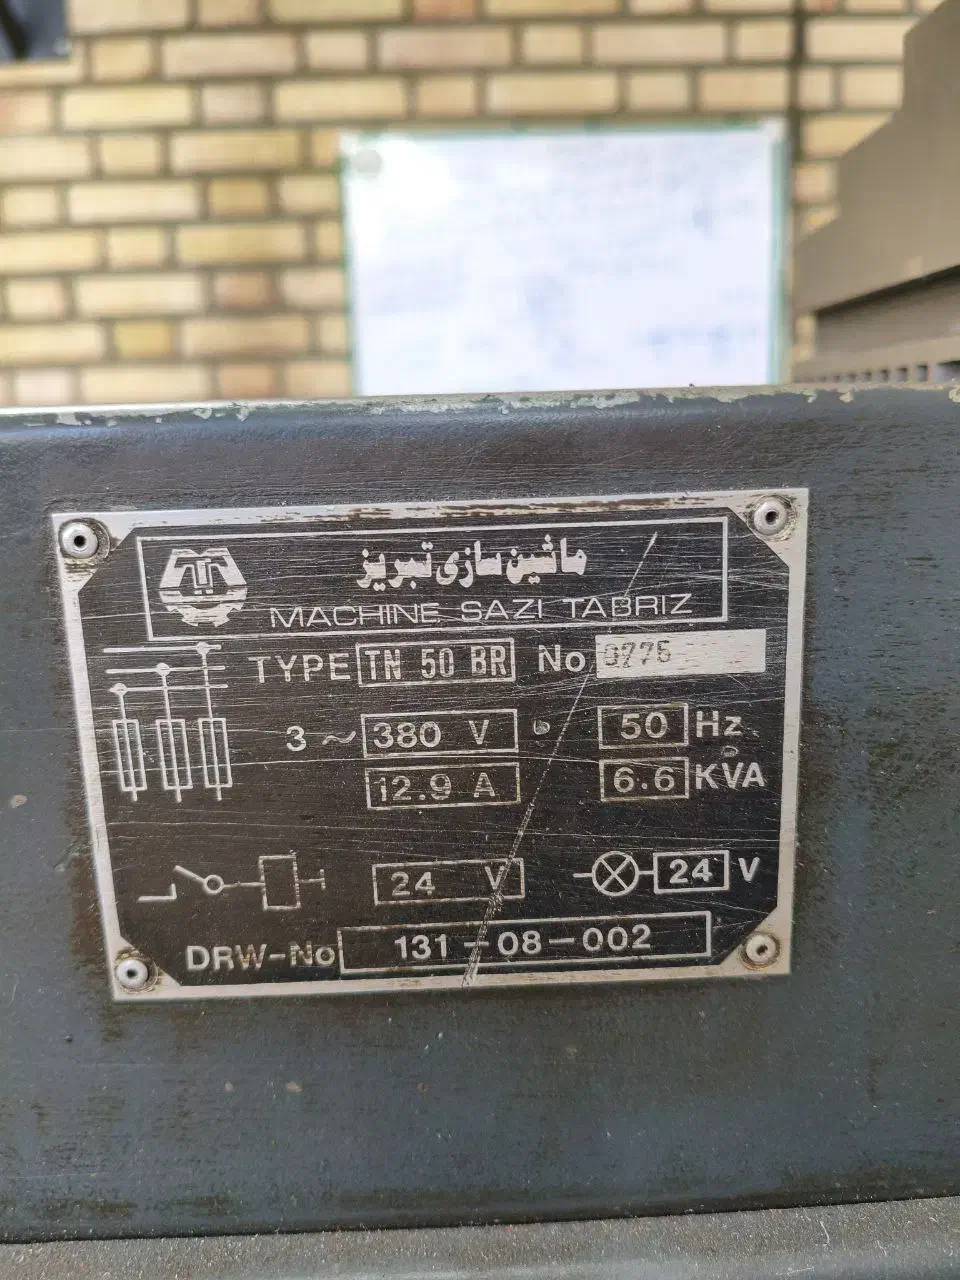 ماشین سازی تبریز
MACHINE SAZI TABRIZ
TYPE TN 50 BR No
3 ~ 380 V 50 Hz
12.9 A 6.6 KVA
24 V 24 V
DRW-No 131-08-002